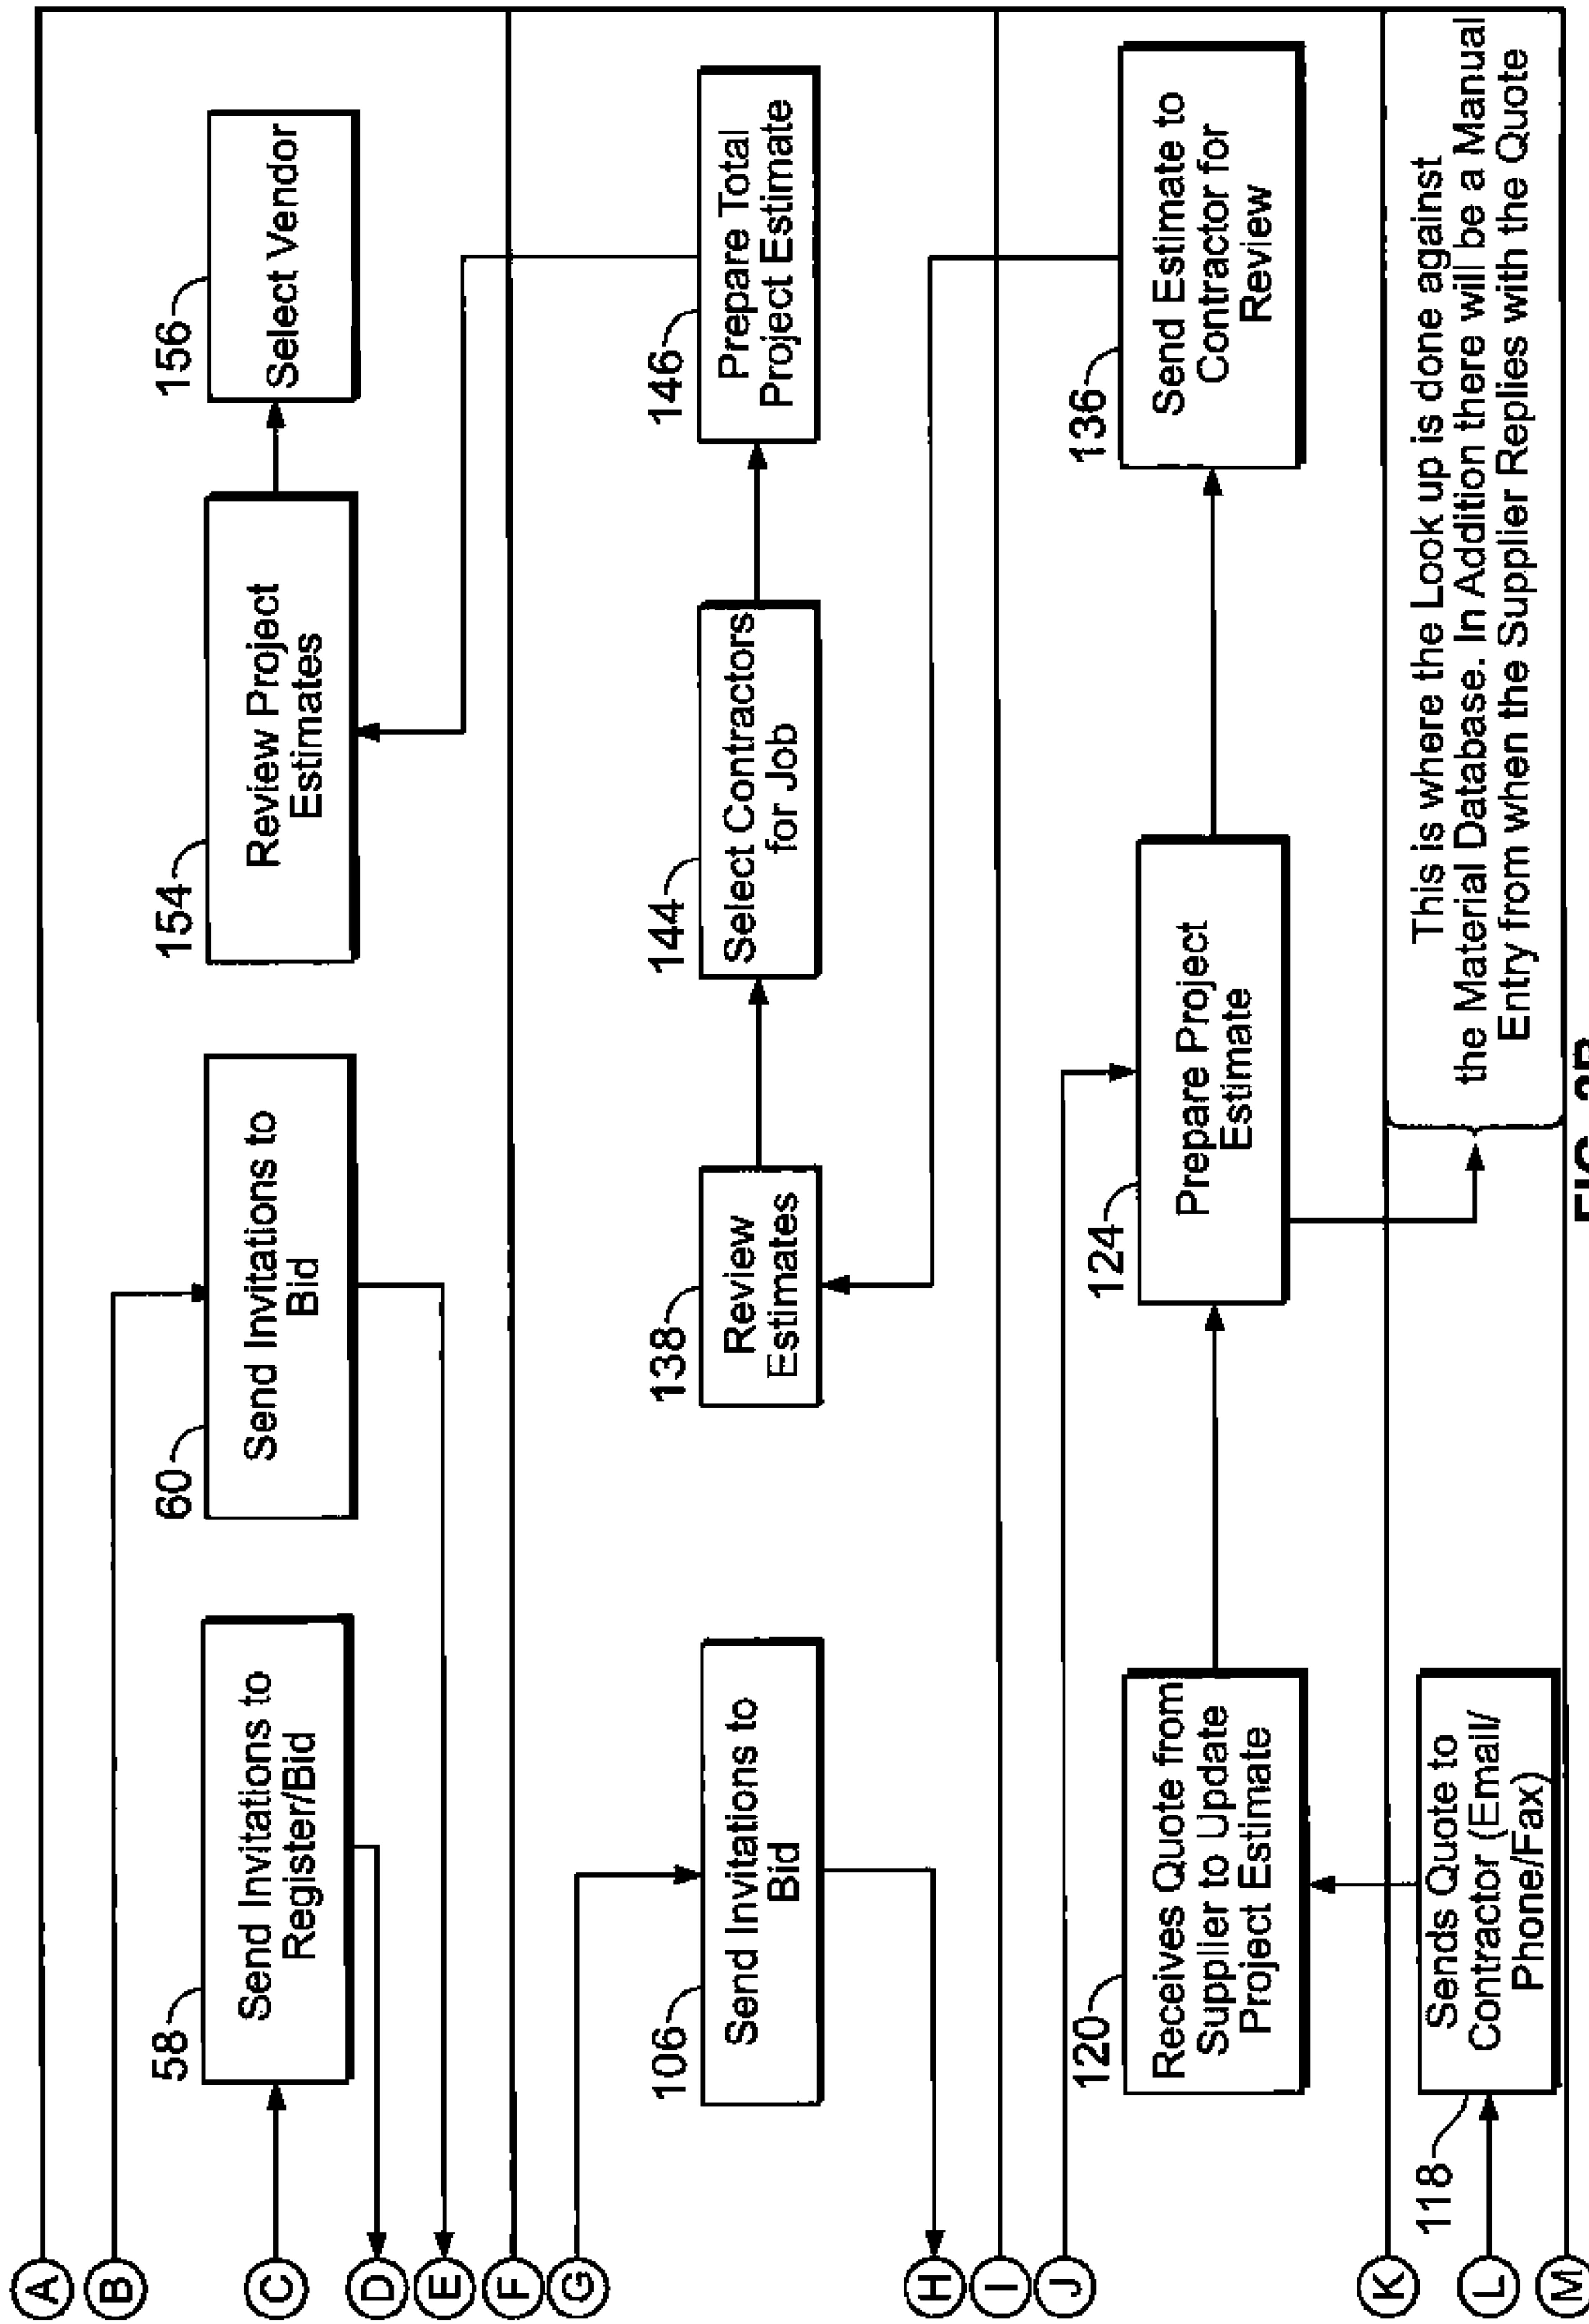 A
B
C
D
E
F
G
H
I
J
K
L
M
58
Send Invitations to
Register/Bid
60
Send Invitations to
Bid
154
Review Project
Estimates
156
Select Vendor
106
Send Invitations to
Bid
138
Review
Estimates
144
Select Contractors
for Job
146
Prepare Total
Project Estimate
120
Receives Quote from
Supplier to Update
Project Estimate
124
Prepare Project
Estimate
136
Send Estimate to
Contractor for
Review
118
Sends Quote to
Contractor (Email/
Phone/Fax)
This is where the Look up is done against
the Material Database. In Addition there will be a Manual
Entry from when the Supplier Replies with the Quote